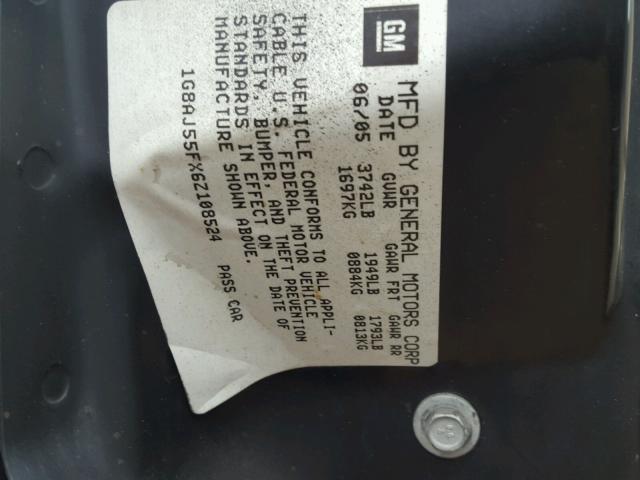 GM
MFD BY GENERAL MOTORS CORP
DATE GVWR GAWR FRT GAWR RR
06/05 3742LB 1949LB 1793LB
1697KG 0884KG 0813KG
THIS VEHICLE CONFORMS TO ALL APPLI-
CABLE U.S. FEDERAL MOTOR VEHICLE
SAFETY, BUMPER, AND THEFT PREVENTION
STANDARDS IN EFFECT ON THE DATE OF
MANUFACTURE SHOWN ABOVE.
1G8AJ55FX6Z108524 PASS CAR